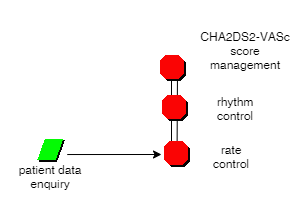 CHA2DS2-VASc
score
management
rhythm
control
rate
control
patient data
enquiry